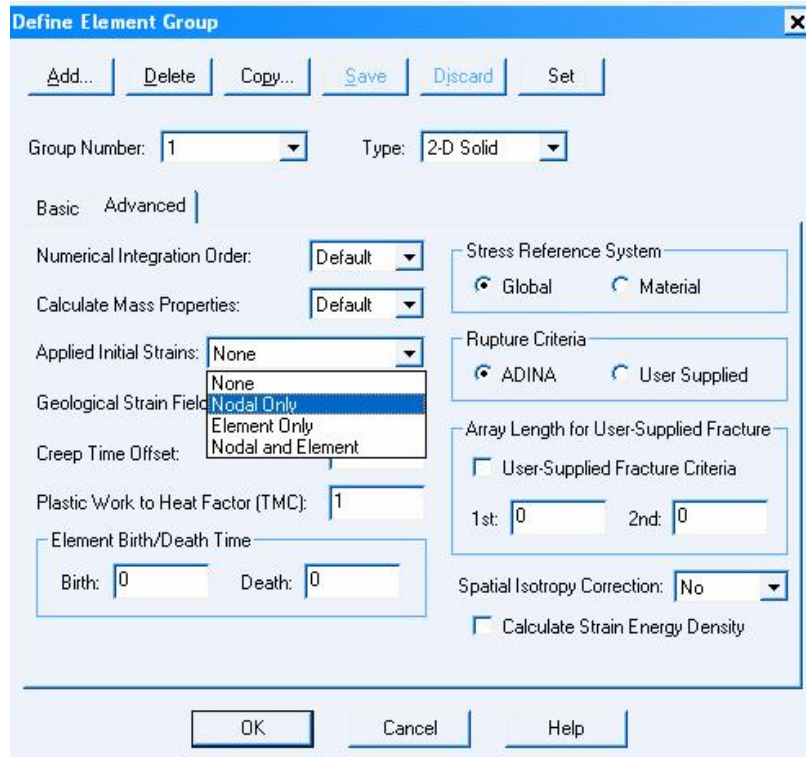 Define Element Group
Add... Delete Copy... Save Discard Set
Group Number: 1 Type: 2-D Solid
Basic Advanced
Numerical Integration Order: Default
Calculate Mass Properties: Default
Applied Initial Strains: None
None
Nodal Only
Element Only
Nodal and Element
Geological Strain Field
Creep Time Offset:
Plastic Work to Heat Factor (TMC): 1
Element Birth/Death Time
Birth: 0 Death: 0
Stress Reference System
Global Material
Rupture Criteria
ADINA User Supplied
Array Length for User-Supplied Fracture
User-Supplied Fracture Criteria
1st: 0 2nd: 0
Spatial Isotropy Correction: No
Calculate Strain Energy Density
OK Cancel Help